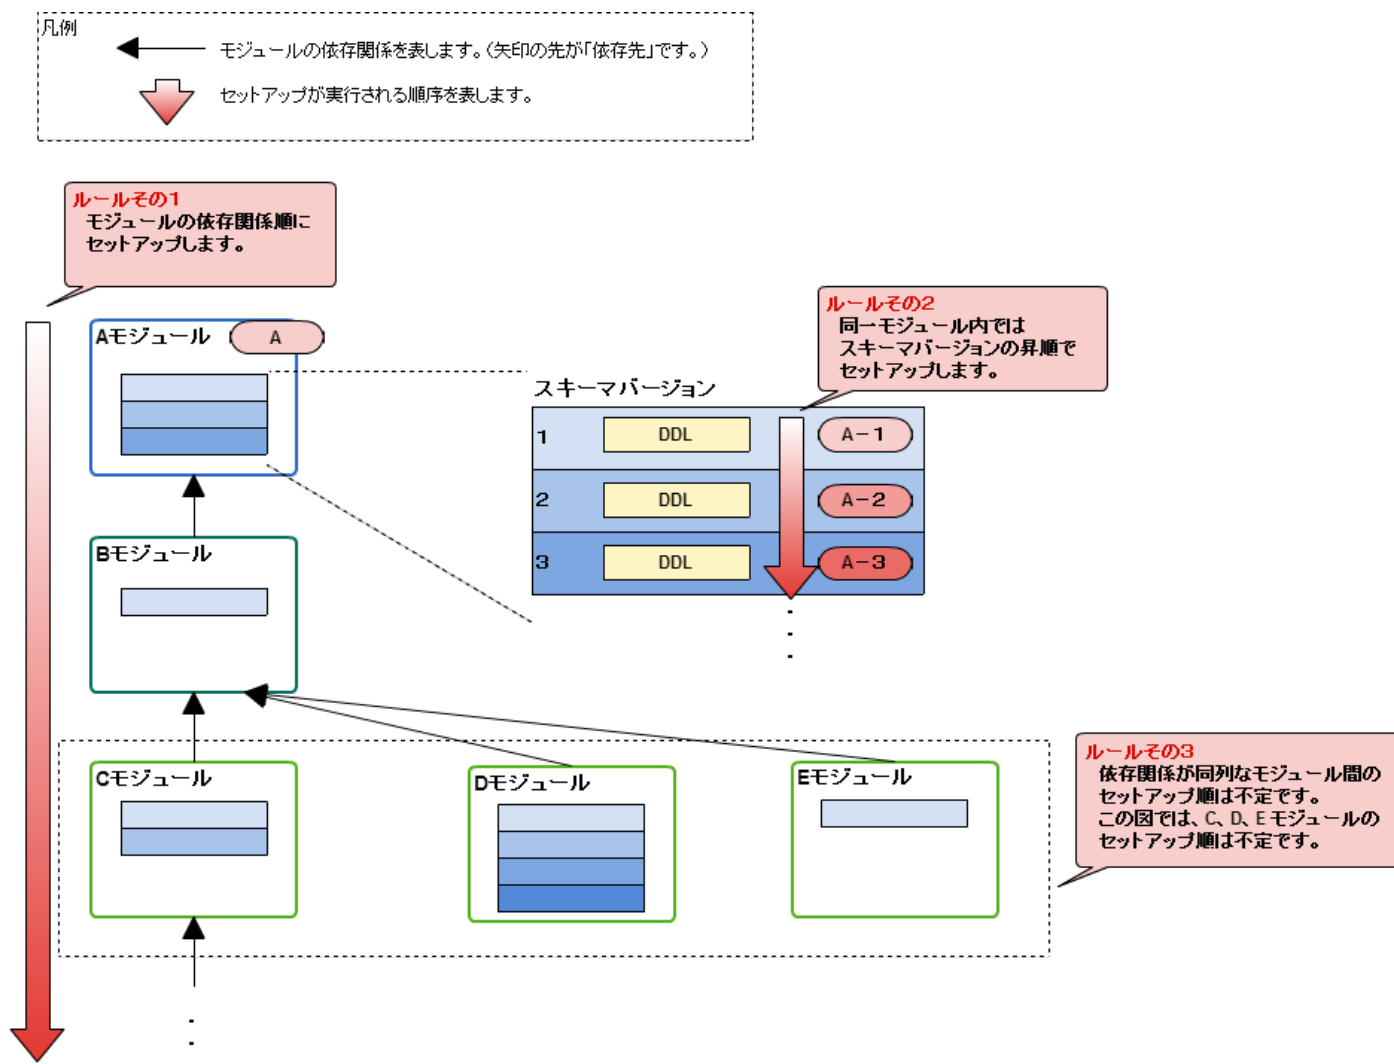 凡例
モジュールの依存関係を表します。(矢印の先が「依存先」です。)
セットアップが実行される順序を表します。
ルールその1
モジュールの依存関係順に
セットアップします。
Aモジュール
A
ルールその2
同一モジュール内では
スキーマバージョンの昇順で
セットアップします。
スキーマバージョン
1 DDL A-1
2 DDL A-2
3 DDL A-3
Bモジュール
Cモジュール
Dモジュール
Eモジュール
ルールその3
依存関係が同列なモジュール間の
セットアップ順は不定です。
この図では、C、D、Eモジュールの
セットアップ順は不定です。